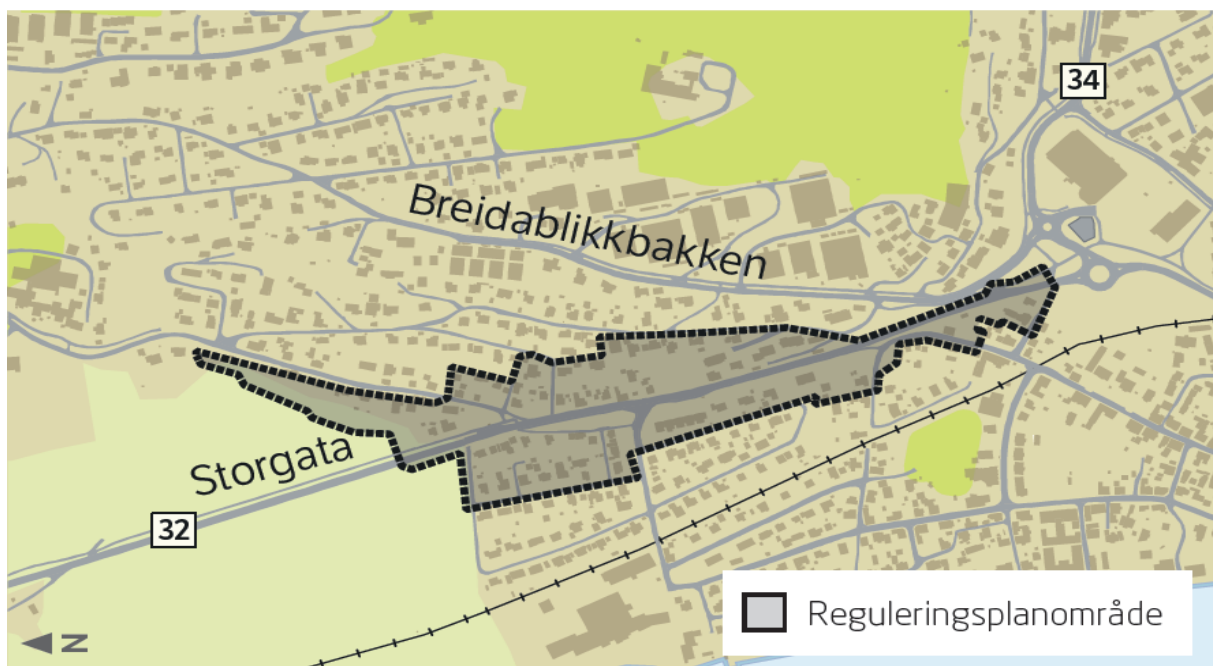 34
Breidablikkbakken
Storgata
32
N
Reguleringsplanområde